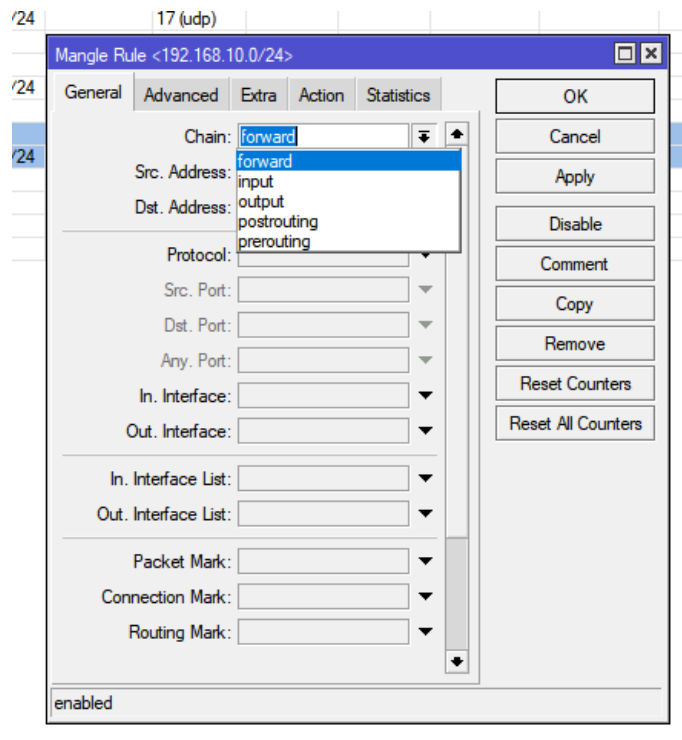 /24 17 (udp)
Mangle Rule <192.168.10.0/24>
/24
General Advanced Extra Action Statistics
OK
Chain: forward
Cancel
/24
forward
input
output
postrouting
prerouting
Src. Address:
Apply
Dst. Address:
Disable
Protocol:
Comment
Src. Port:
Copy
Dst. Port:
Remove
Any. Port:
Reset Counters
In. Interface:
Reset All Counters
Out. Interface:
In. Interface List:
Out. Interface List:
Packet Mark:
Connection Mark:
Routing Mark:
enabled